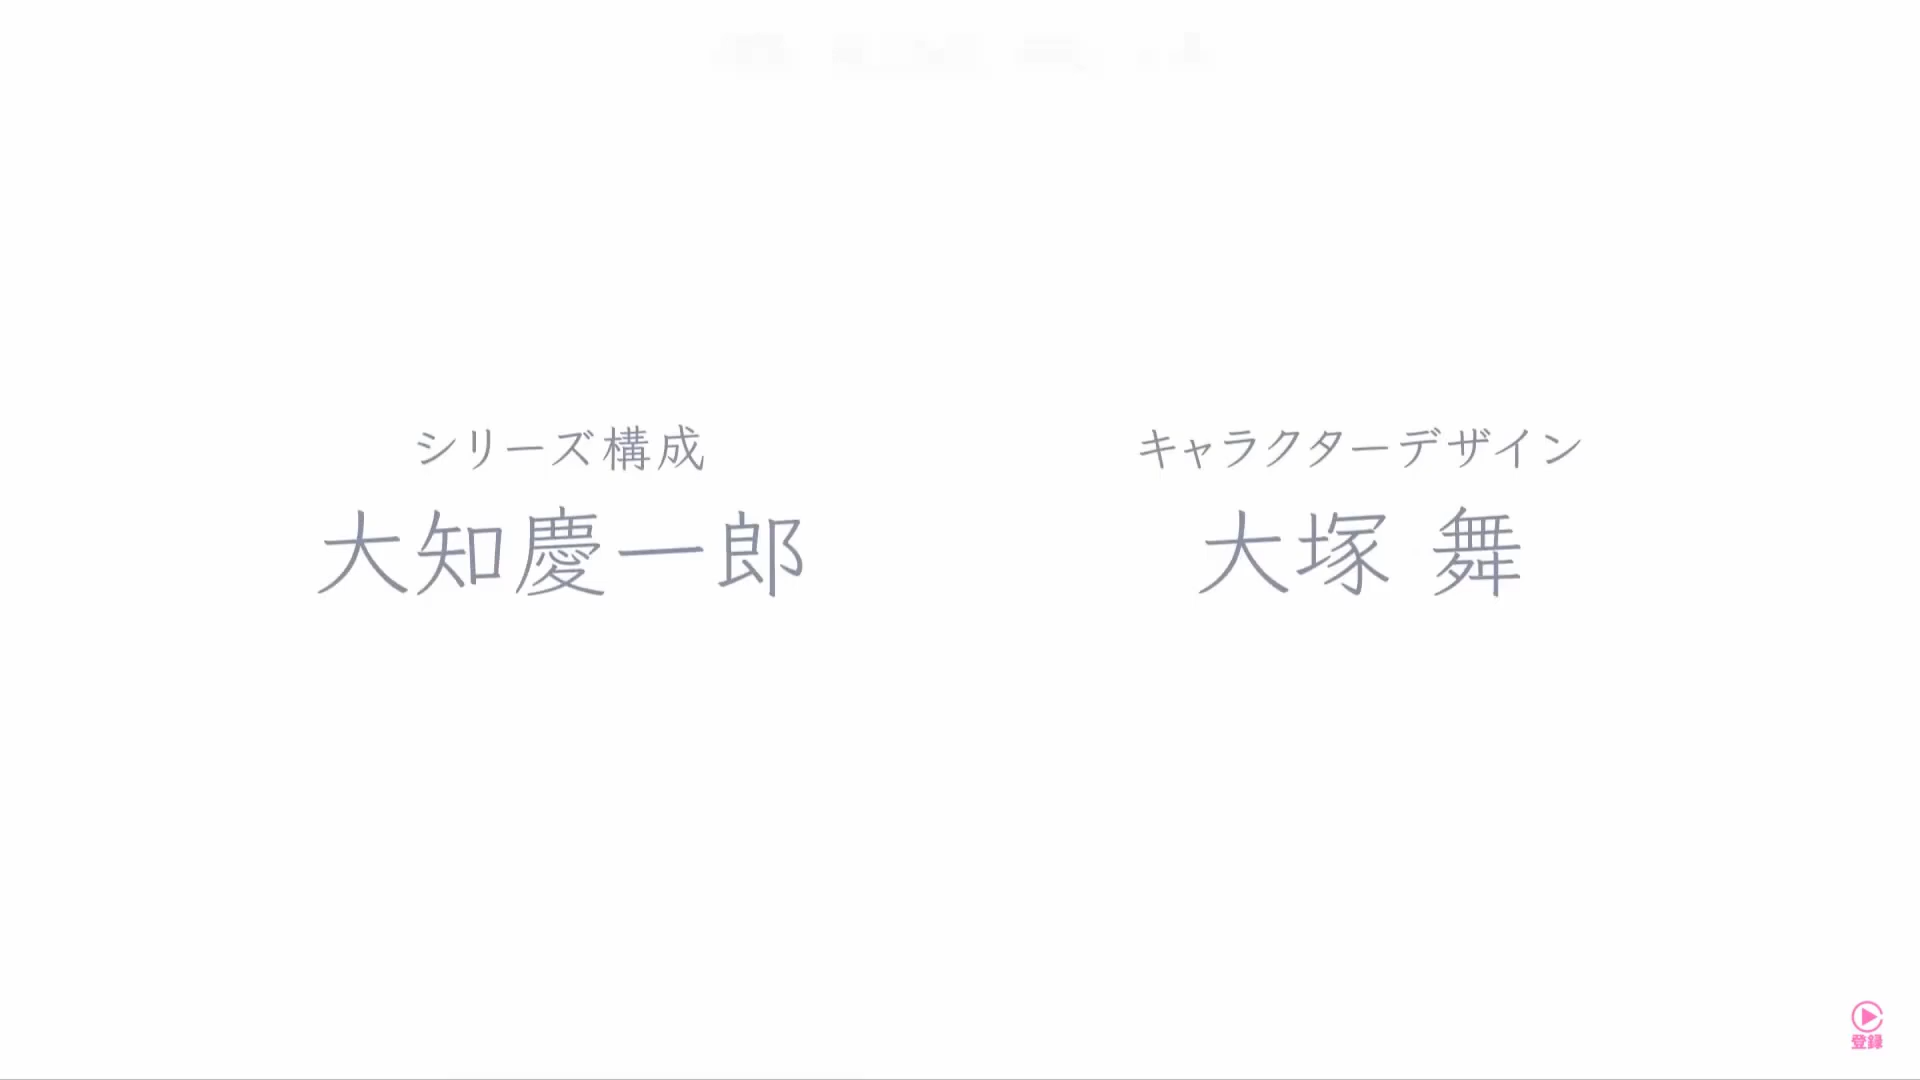 シリーズ構成
大知慶一郎
キャラクターデザイン
大塚 舞
登録